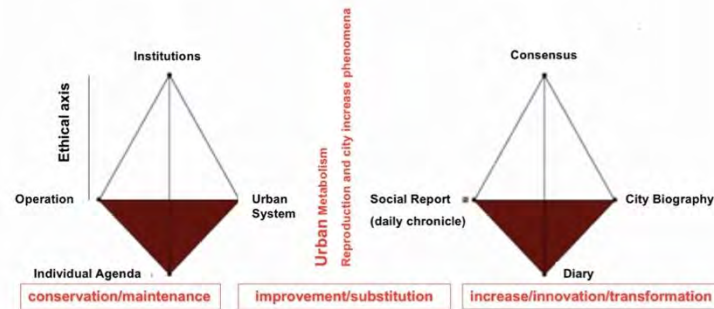 Institutions
Ethical axis
Operation
Urban
System
Individual Agenda
Urban Metabolism
Reproduction and city increase phenomena
Consensus
Social Report
(daily chronicle)
City Biography
Diary
conservation/maintenance
improvement/substitution
increase/innovation/transformation